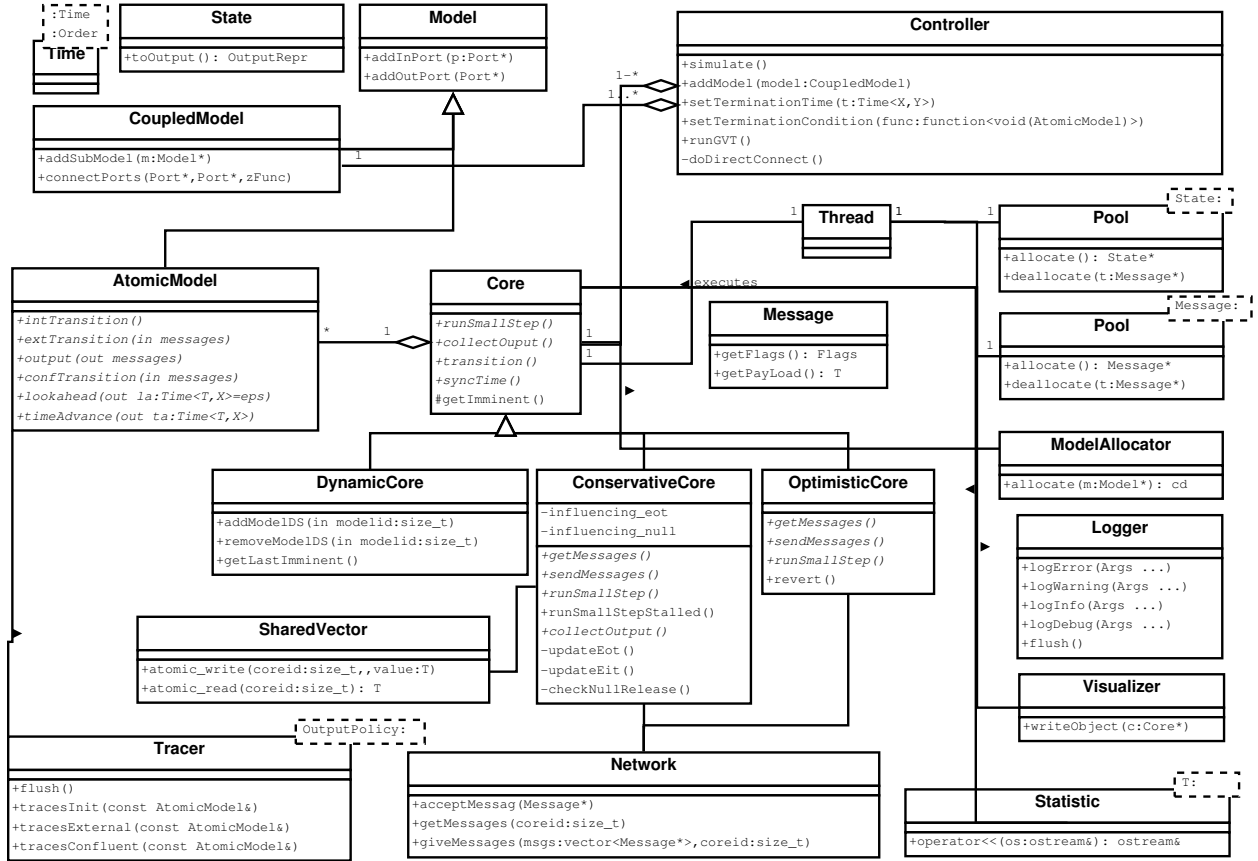 :Time
:Order
Time
State
+toOutput(): OutputRepr
Model
+addInPort(p:Port*)
+addOutPort(Port*)
Controller
+simulate()
+addModel(model:CoupledModel)
+setTerminationTime(t:Time<X,Y>)
+setTerminationCondition(func:function<void(AtomicModel)>)
+runGVT()
-doDirectConnect()
1-*
1..*
CoupledModel
+addSubModel(m:Model*)
+connectPorts(Port*,Port*,zFunc)
1
1
Thread
1
1
State:
Pool
+allocate(): State*
+deallocate(t:Message*)
AtomicModel
+intTransition()
+extTransition(in messages)
+output(out messages)
+confTransition(in messages)
+lookahead(out la:Time<T,X>=eps)
+timeAdvance(out ta:Time<T,X>)
*
1
Core
+runSmallStep()
+collectOuput()
+transition()
+syncTime()
#getImminent()
executes
1
1
Message
+getFlags(): Flags
+getPayLoad(): T
Message:
1
Pool
+allocate(): Message*
+deallocate(t:Message*)
DynamicCore
+addModelDS(in modelid:size_t)
+removeModelDS(in modelid:size_t)
+getLastImminent()
ConservativeCore
-influencing_eot
-influencing_null
+getMessages()
+sendMessages()
+runSmallStep()
+runSmallStepStalled()
+collectOutput()
-updateEot()
-updateEit()
-checkNullRelease()
OptimisticCore
+getMessages()
+sendMessages()
+runSmallStep()
+revert()
ModelAllocator
+allocate(m:Model*): cd
Logger
+logError(Args ...)
+logWarning(Args ...)
+logInfo(Args ...)
+logDebug(Args ...)
+flush()
SharedVector
+atomic_write(coreid:size_t,,value:T)
+atomic_read(coreid:size_t): T
Visualizer
+writeObject(c:Core*)
OutputPolicy:
Tracer
+flush()
+tracesInit(const AtomicModel&)
+tracesExternal(const AtomicModel&)
+tracesConfluent(const AtomicModel&)
Network
+acceptMessag(Message*)
+getMessages(coreid:size_t)
+giveMessages(msgs:vector<Message*>,coreid:size_t)
T:
Statistic
+operator<<(os:ostream&): ostream&